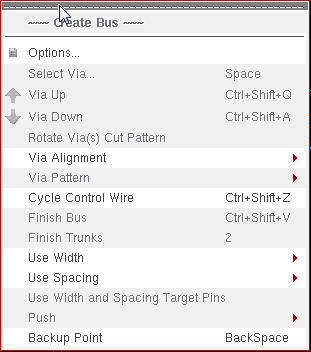 ~~~ Create Bus ~~~
Options...
Select Via... Space
Via Up Ctrl+Shift+Q
Via Down Ctrl+Shift+A
Rotate Via(s) Cut Pattern
Via Alignment
Via Pattern
Cycle Control Wire Ctrl+Shift+Z
Finish Bus Ctrl+Shift+V
Finish Trunks 2
Use Width
Use Spacing
Use Width and Spacing Target Pins
Push
Backup Point BackSpace